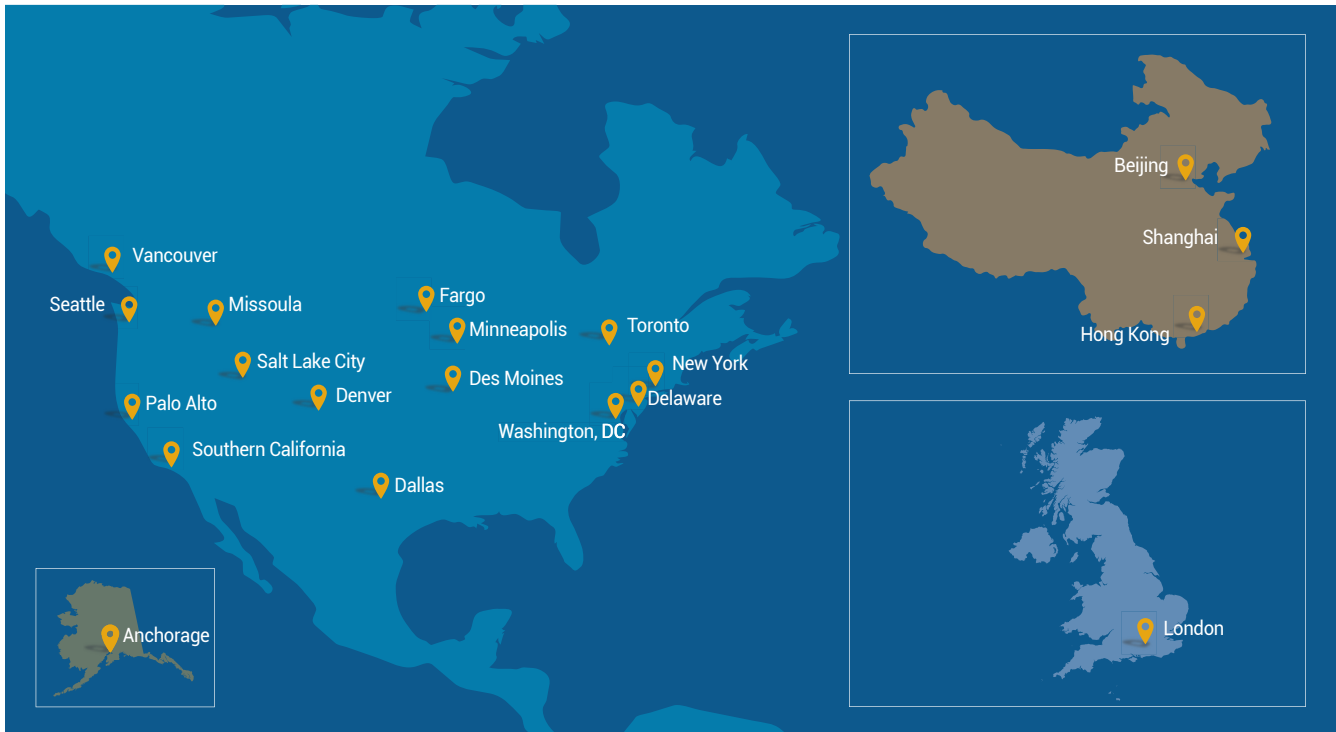 Vancouver
Seattle
Missoula
Fargo
Minneapolis
Toronto
Salt Lake City
New York
Des Moines
Denver
Delaware
Palo Alto
Washington, DC
Southern California
Dallas
Anchorage
Beijing
Shanghai
Hong Kong
London